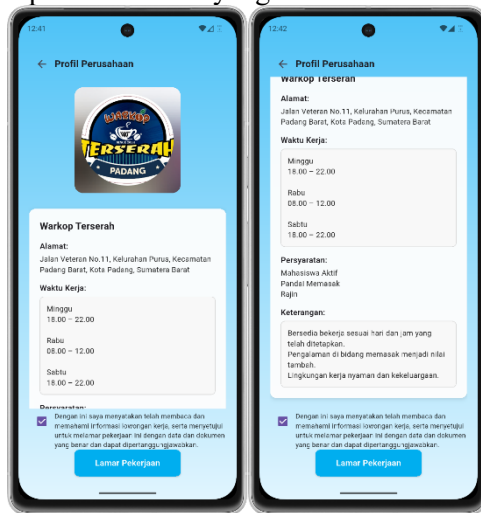 12:41
Profil Perusahaan
WARKOP
TERSERAH
PADANG
Warkop Terserah
Alamat:
Jalan Veteran No.11, Kelurahan Purus, Kecamatan
Padang Barat, Kota Padang, Sumatera Barat
Waktu Kerja:
Minggu
18.00 – 22.00
Rabu
08.00 – 12.00
Sabtu
18.00 – 22.00
Persyaratan:
Dengan ini saya menyatakan telah membaca dan
memahami informasi lowongan kerja, serta menyetujui
untuk melamar pekerjaan ini dengan data dan dokumen
yang benar dan dapat dipertanggungjawabkan.
Lamar Pekerjaan
12:42
Profil Perusahaan
Warkop Terserah
Alamat:
Jalan Veteran No.11, Kelurahan Purus, Kecamatan
Padang Barat, Kota Padang, Sumatera Barat
Waktu Kerja:
Minggu
18.00 – 22.00
Rabu
08.00 – 12.00
Sabtu
18.00 – 22.00
Persyaratan:
Mahasiswa Aktif
Pandai Memasak
Rajin
Keterangan:
Bersedia bekerja sesuai hari dan jam yang
telah ditetapkan.
Pengalaman di bidang memasak menjadi nilai
tambah.
Lingkungan kerja nyaman dan kekeluargaan.
Dengan ini saya menyatakan telah membaca dan
memahami informasi lowongan kerja, serta menyetujui
untuk melamar pekerjaan ini dengan data dan dokumen
yang benar dan dapat dipertanggungjawabkan.
Lamar Pekerjaan